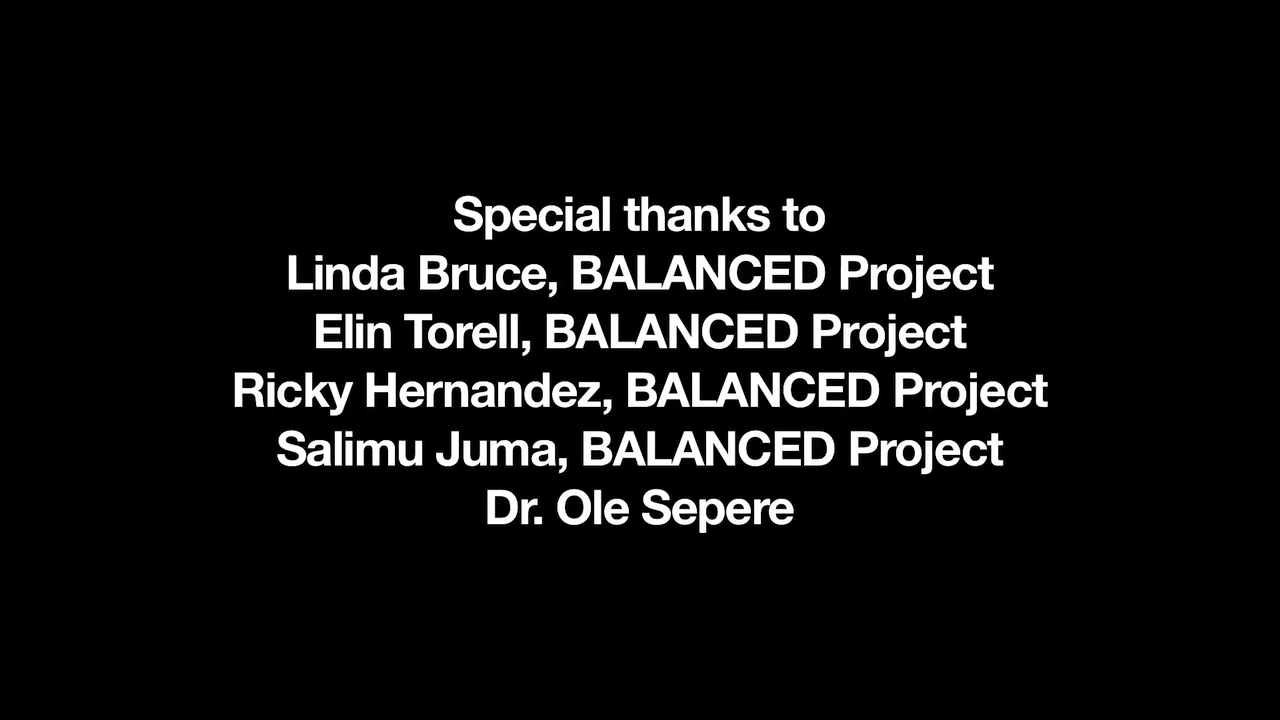 Special thanks to
Linda Bruce, BALANCED Project
Elin Torell, BALANCED Project
Ricky Hernandez, BALANCED Project
Salimu Juma, BALANCED Project
Dr. Ole Sepere